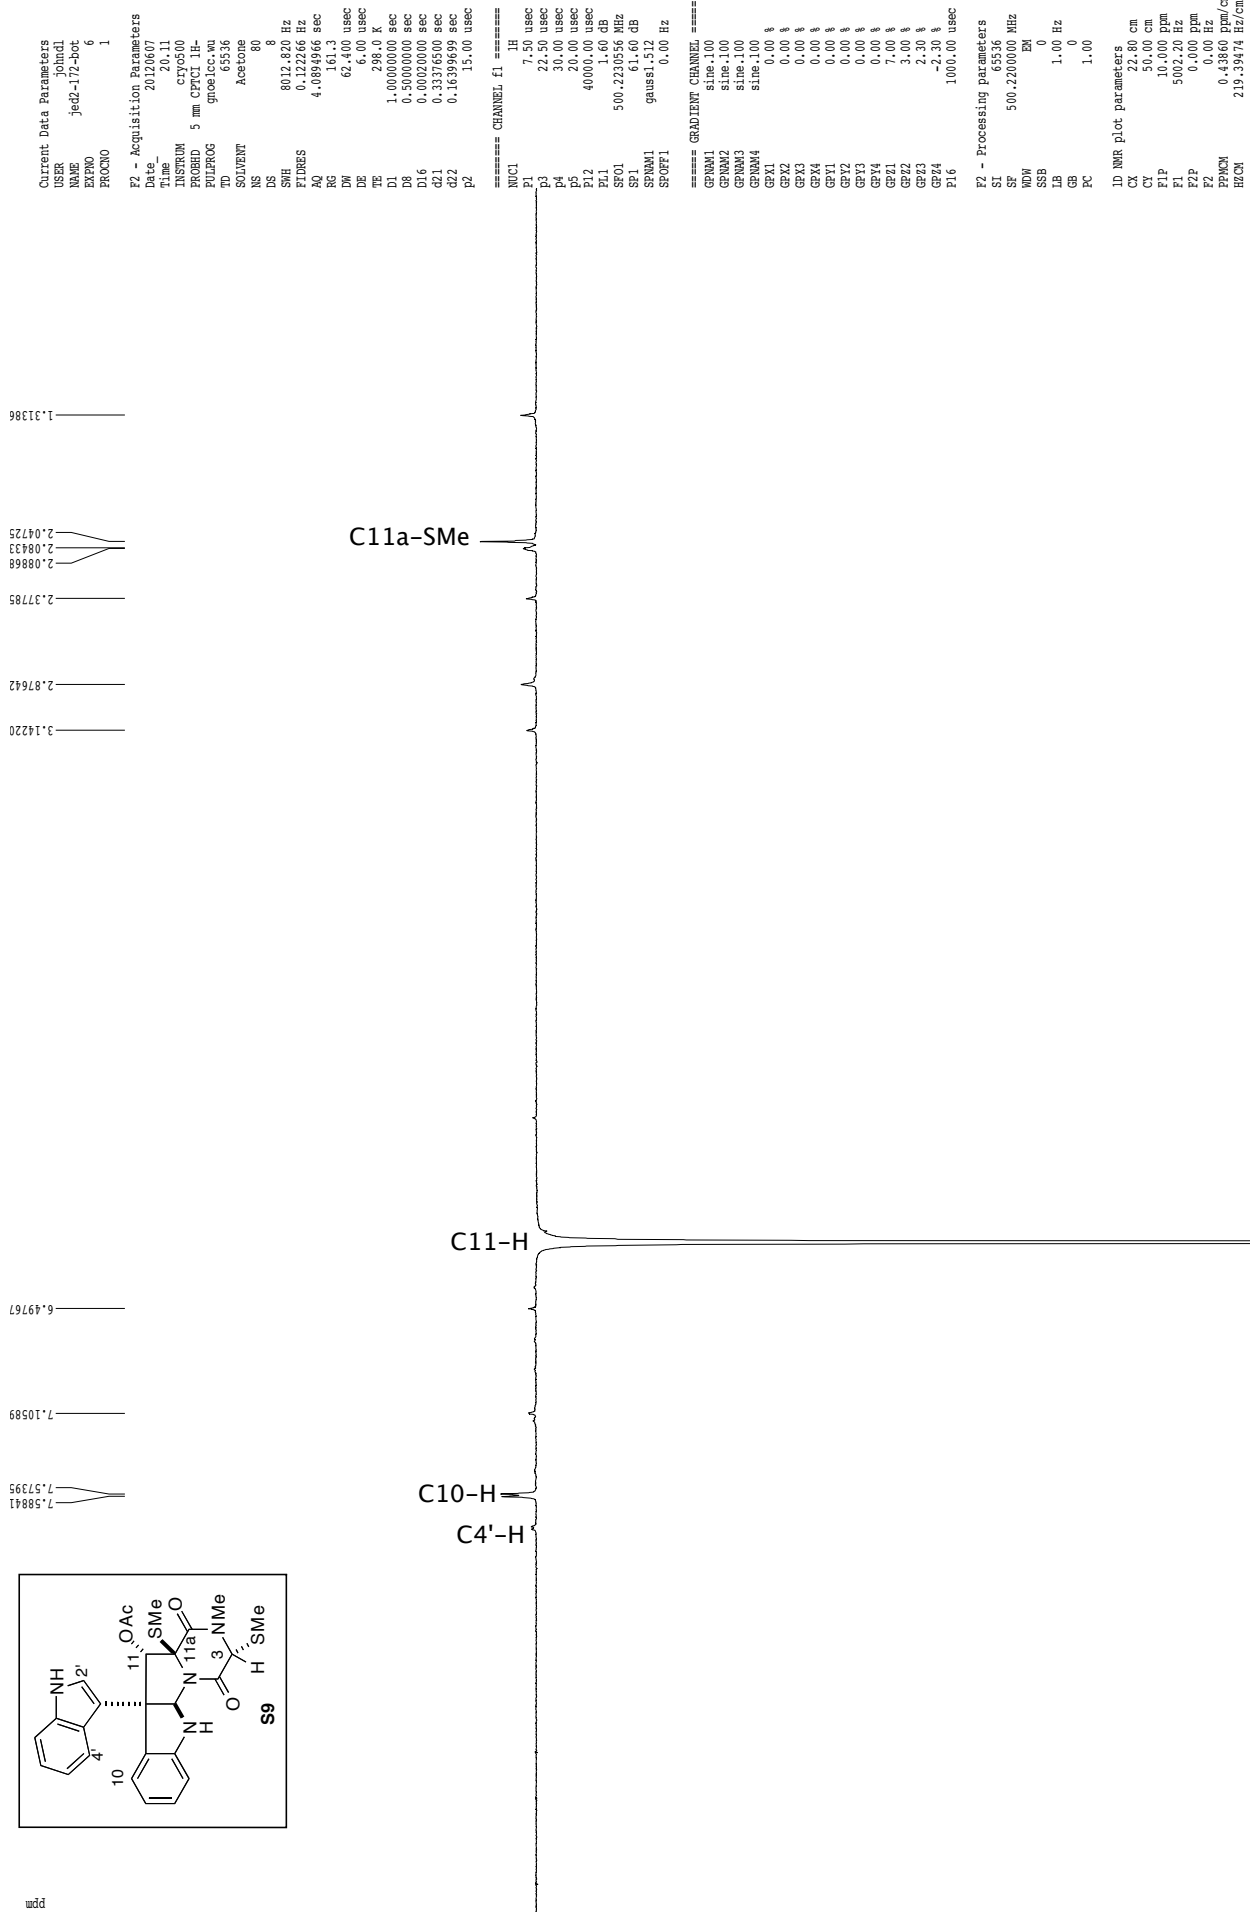 Current Data Parameters
USER johndl
NAME jed2-172-bot
EXPNO 6
PROCNO 1
F2 - Acquisition Parameters
Date_ 20120607
Time 20.11
INSTRUM cryo500
PROBHD 5 mm CPTCI 1H-
PULPROG gnoelcc.wu
TD 65536
SOLVENT Acetone
NS 80
DS 8
SWH 8012.820 Hz
FIDRES 0.122266 Hz
AQ 4.0894966 sec
RG 161.3
DW 62.400 usec
DE 6.00 usec
TE 298.0 K
D1 1.00000000 sec
D8 0.50000000 sec
D16 0.00020000 sec
d21 0.33376500 sec
d22 0.16399699 sec
p2 15.00 usec
======== CHANNEL f1 ========
NUC1 1H
P1 7.50 usec
p3 22.50 usec
p4 30.00 usec
p5 20.00 usec
P12 40000.00 usec
PL1 1.60 dB
SFO1 500.2230556 MHz
SP1 61.60 dB
SPNAM1 gauss1.512
SPOFF1 0.00 Hz
====== GRADIENT CHANNEL =====
GPNAM1 sine.100
GPNAM2 sine.100
GPNAM3 sine.100
GPNAM4 sine.100
GPX1 0.00 %
GPX2 0.00 %
GPX3 0.00 %
GPX4 0.00 %
GPY1 0.00 %
GPY2 0.00 %
GPY3 0.00 %
GPY4 0.00 %
GPZ1 7.00 %
GPZ2 3.00 %
GPZ3 2.30 %
GPZ4 -2.30 %
P16 1000.00 usec
F2 - Processing parameters
SI 65536
SF 500.2200000 MHz
WDW EM
SSB 0
LB 1.00 Hz
GB 0
PC 1.00
1D NMR plot parameters
CX 22.80 cm
CY 50.00 cm
F1P 10.000 ppm
F1 5002.20 Hz
F2P 0.000 ppm
F2 0.00 Hz
PPMCM 0.43860 ppm/c
HZCM 219.39474 Hz/cm
1.31386
2.04725
2.08433
2.08868
2.37785
2.87642
3.14220
6.49767
7.10589
7.57395
7.58841
C11a-SMe
C11-H
C10-H
C4'-H
NH
2'
4'
10
11
OAc
SMe
11a
O
N
NMe
3
SMe
H
O
NH
S9
ppm